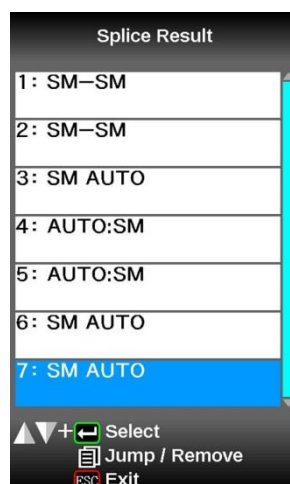 Splice Result
1: SM-SM
2: SM-SM
3: SM AUTO
4: AUTO:SM
5: AUTO:SM
6: SM AUTO
7: SM AUTO
+ Select
Jump / Remove
ESC Exit